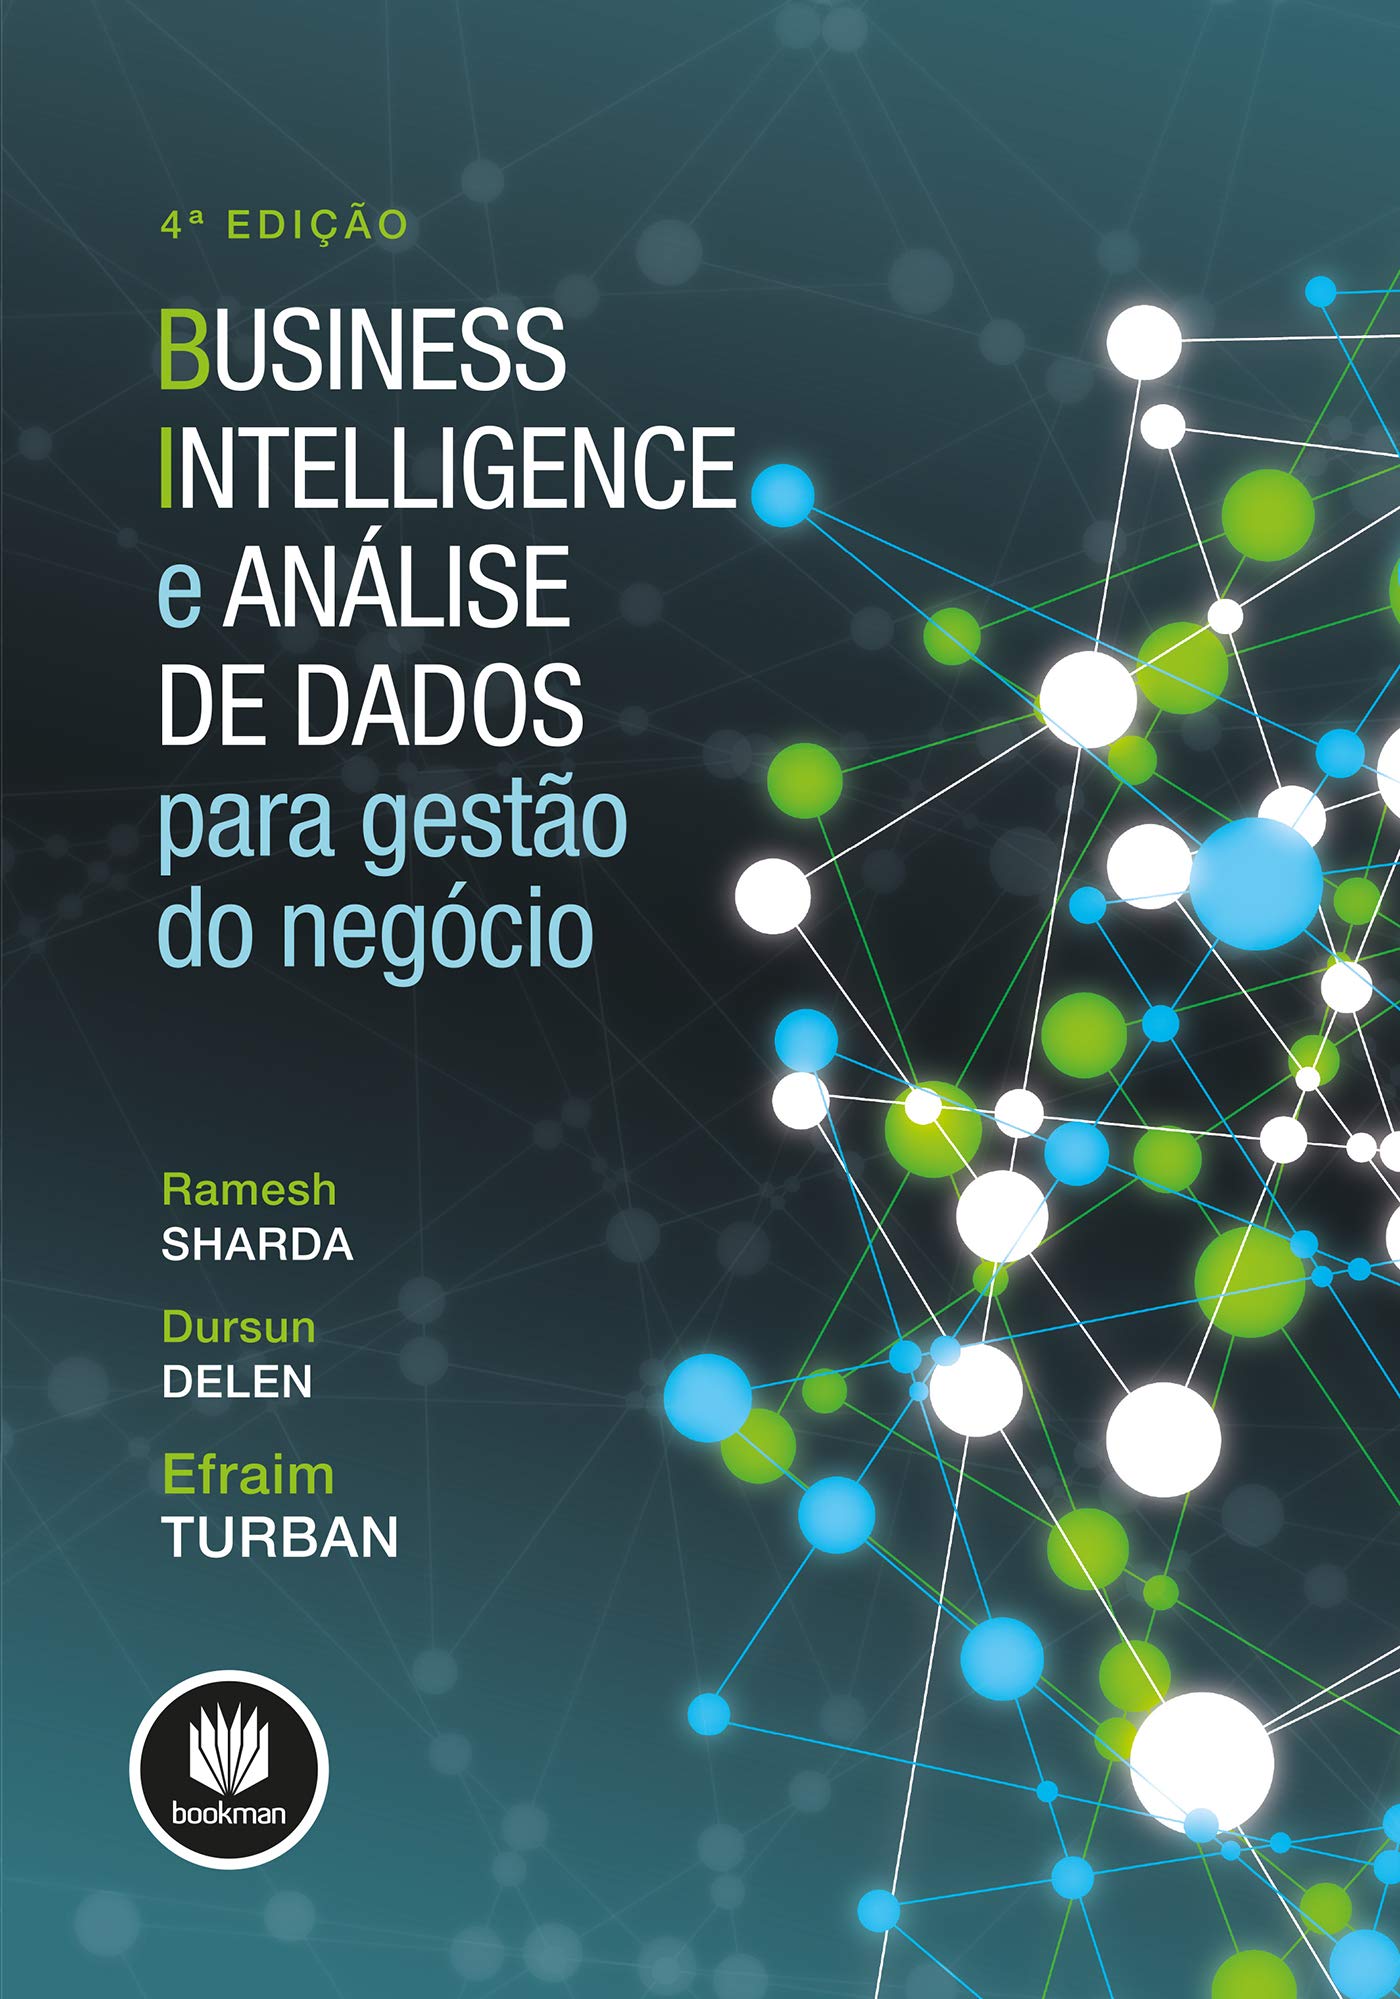 4ª EDIÇÃO
BUSINESS
INTELLIGENCE
e ANÁLISE
DE DADOS
para gestão
do negócio
Ramesh
SHARDA
Dursun
DELEN
Efraim
TURBAN
bookman